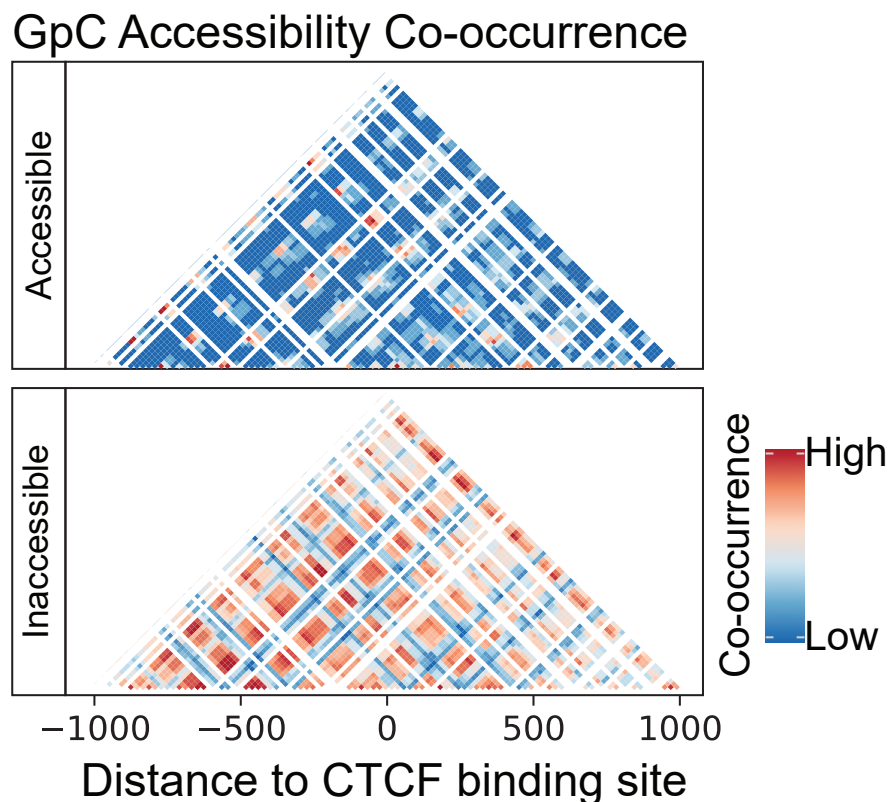 GpC Accessibility Co-occurrence
Accessible
Inaccessible
Co-occurrence
High
Low
−1000 −500 0 500 1000
Distance to CTCF binding site